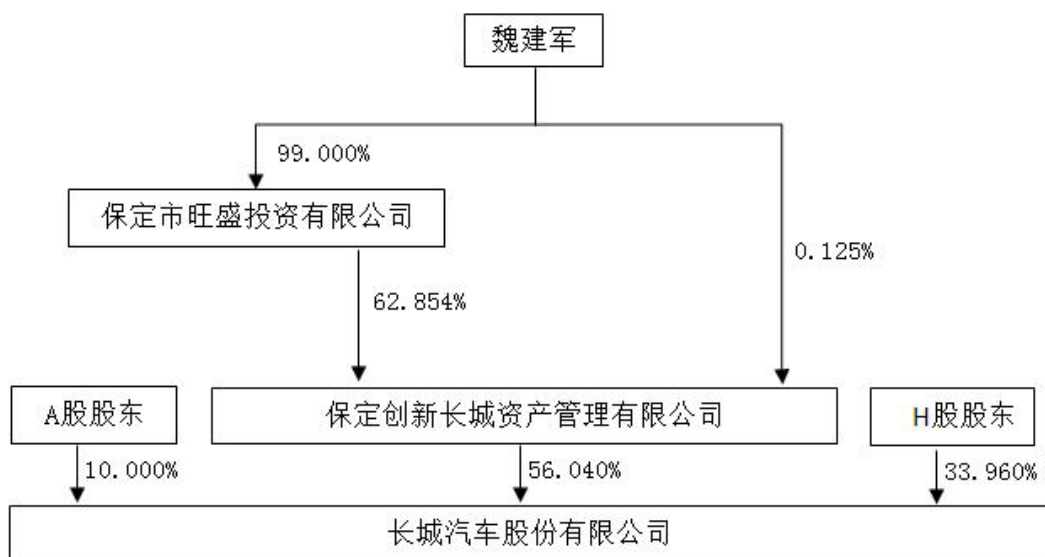 魏建军
99.000%
保定市旺盛投资有限公司
0.125%
62.854%
A股股东
保定创新长城资产管理有限公司
H股股东
10.000%
56.040%
33.960%
长城汽车股份有限公司